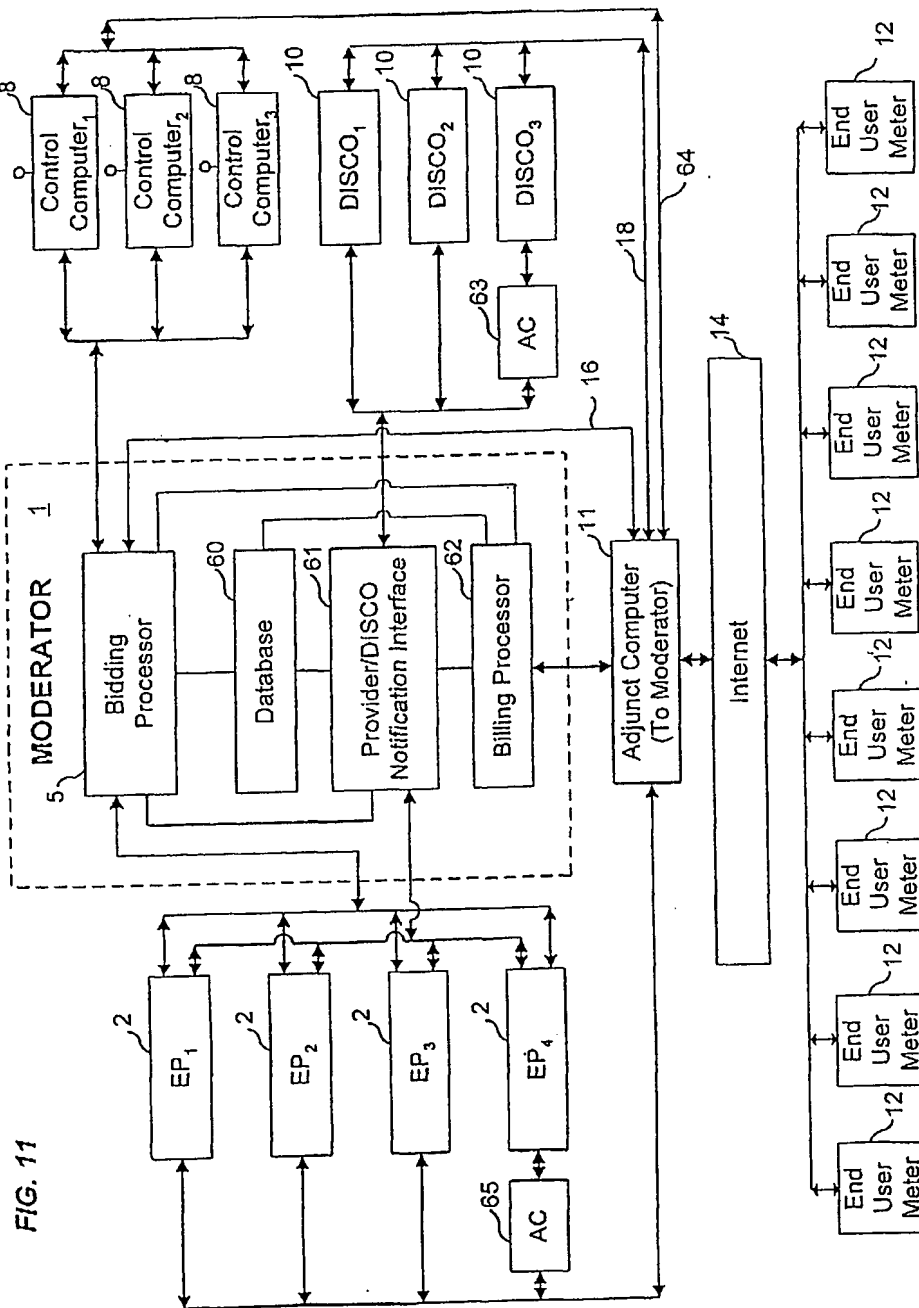 FIG. 11
MODERATOR
1
5
Bidding
Processor
60
Database
61
Provider/DISCO
Notification Interface
62
Billing Processor
2
EP1
2
EP2
2
EP3
2
EP4
65
AC
8
Control
Computer1
8
Control
Computer2
8
Control
Computer3
10
DISCO1
10
DISCO2
10
DISCO3
63
AC
16
18
64
11
Adjunct Computer
(To Moderator)
14
Internet
12
End
User
Meter
12
End
User
Meter
12
End
User
Meter
12
End
User
Meter
12
End
User
Meter
12
End
User
Meter
12
End
User
Meter
12
End
User
Meter